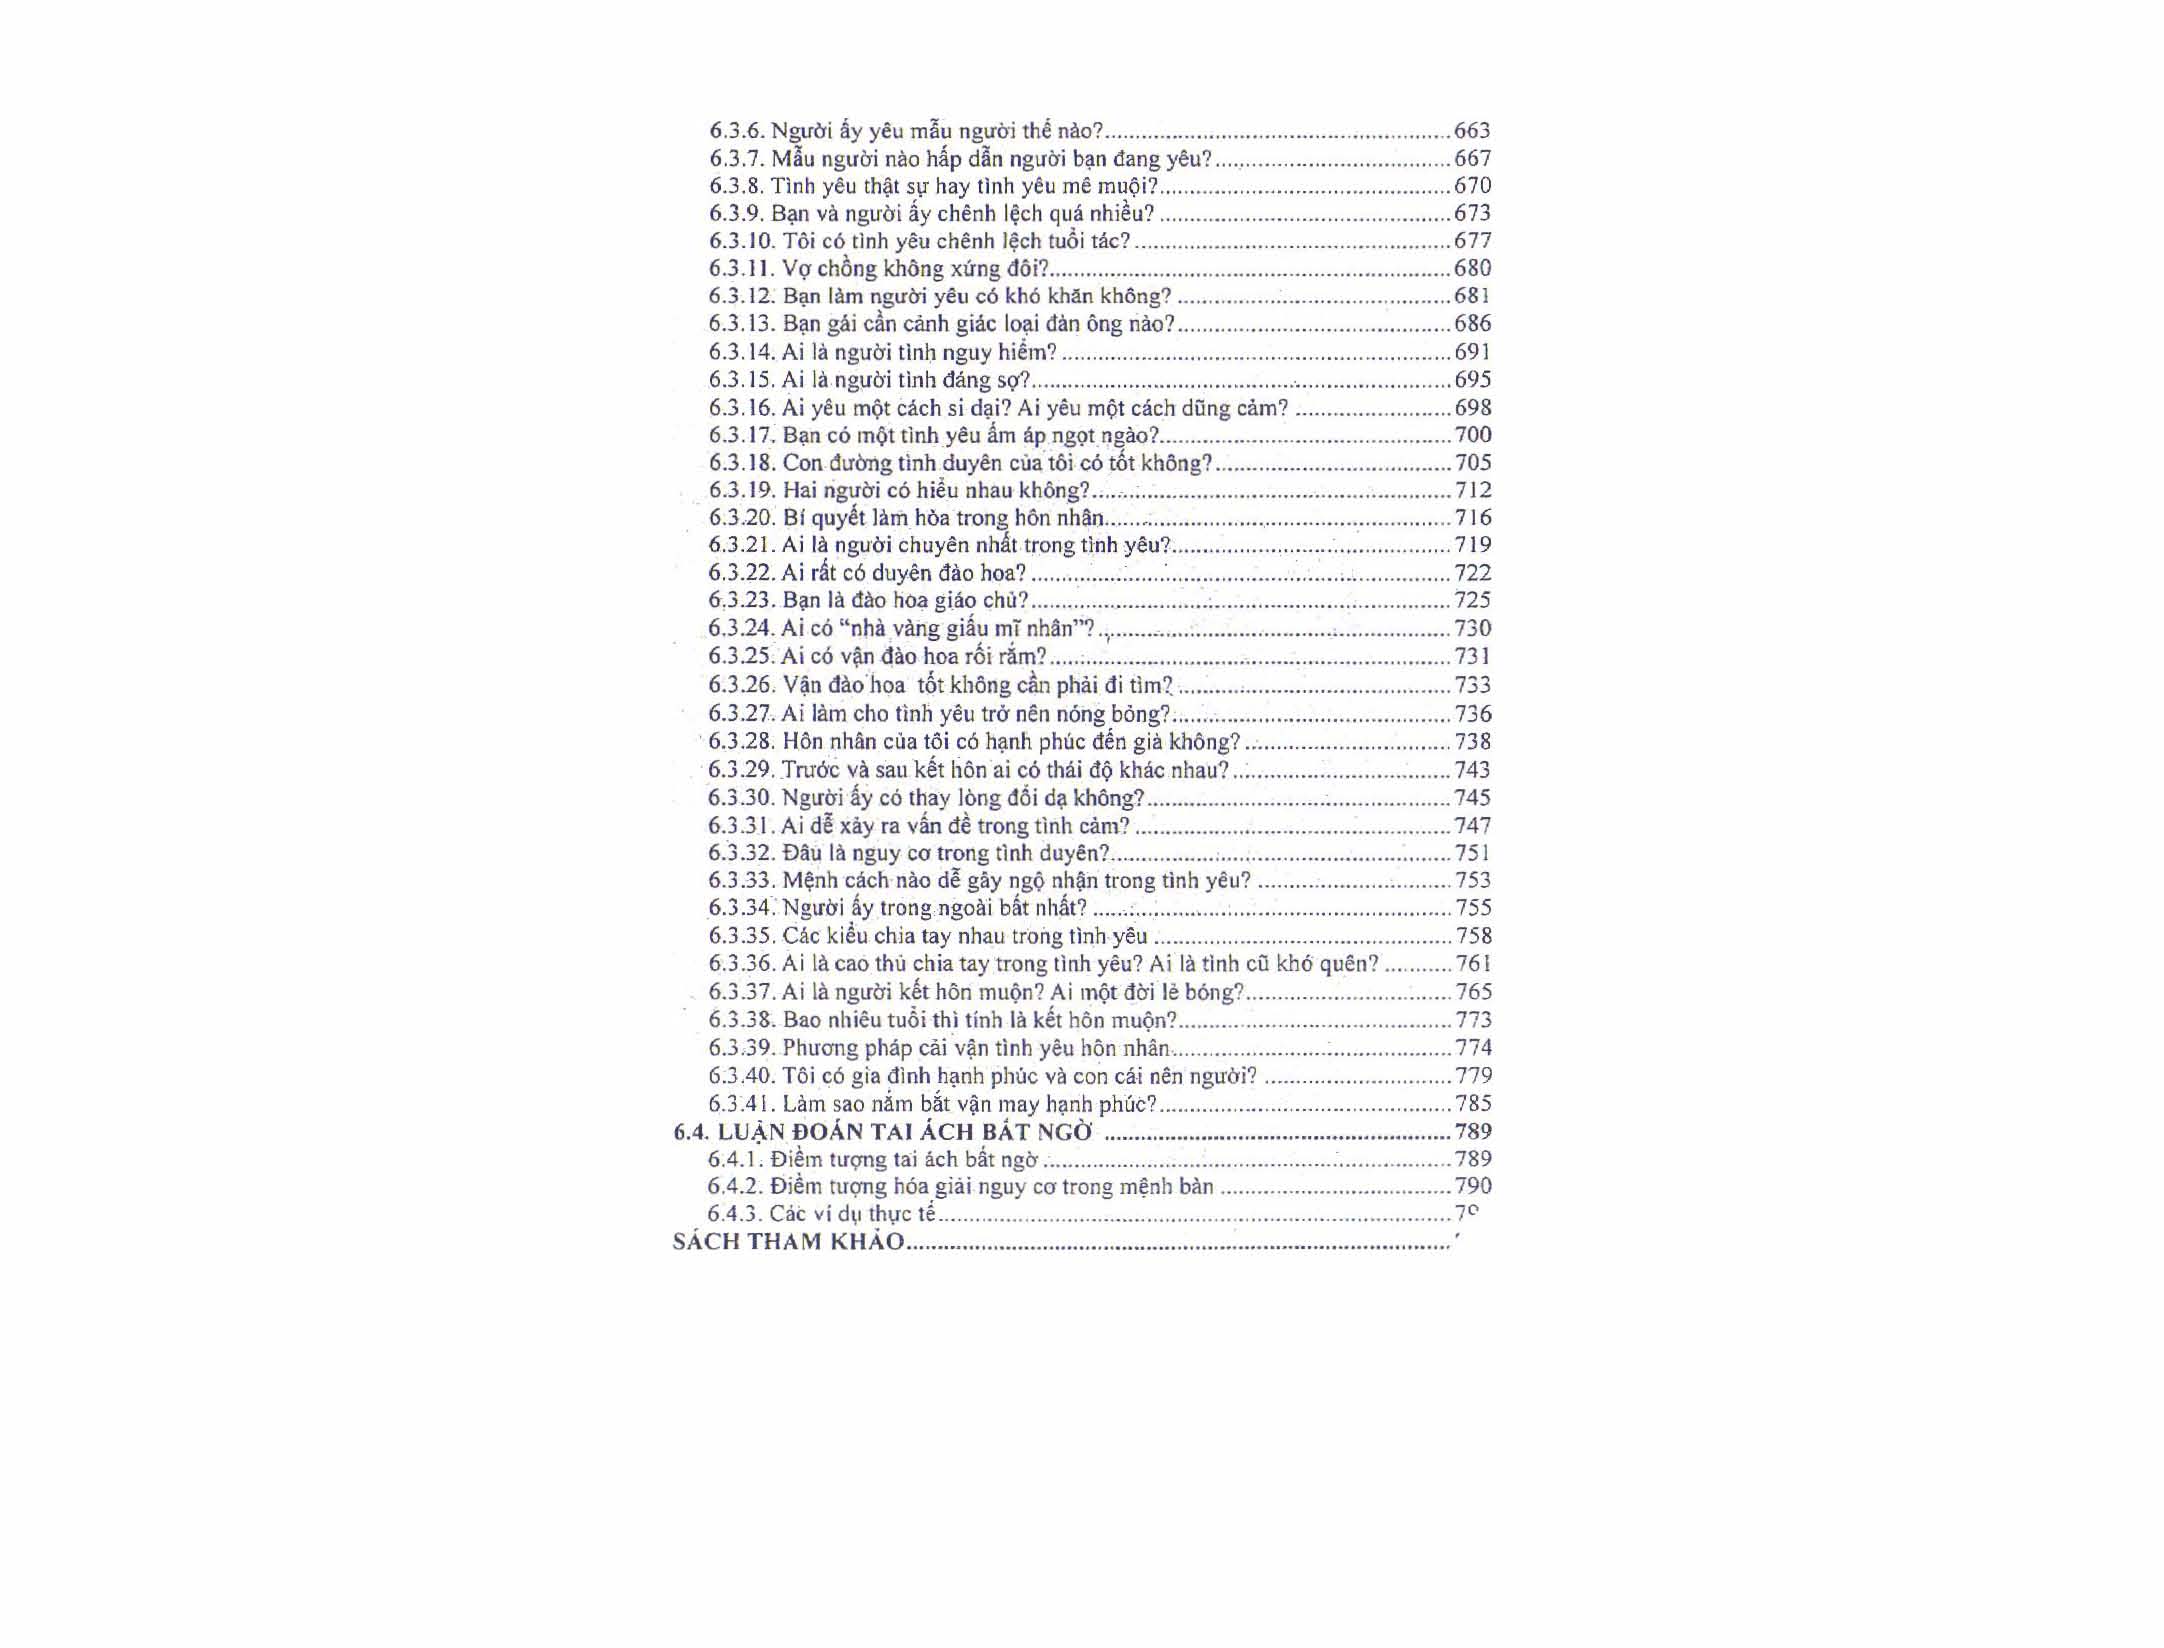 6.3.6. Người ấy yêu mẫu người thế nào?..........663
6.3.7. Mẫu người nào hấp dẫn người bạn đang yêu?..........667
6.3.8. Tình yêu thật sự hay tình yêu mê muội?..........670
6.3.9. Bạn và người ấy chênh lệch quá nhiều?..........673
6.3.10. Tôi có tình yêu chênh lệch tuổi tác?..........677
6.3.11. Vợ chồng không xứng đôi?..........680
6.3.12. Bạn làm người yêu có khó khăn không?..........681
6.3.13. Bạn gái cần cảnh giác loại đàn ông nào?..........686
6.3.14. Ai là người tình nguy hiểm?..........691
6.3.15. Ai là người tình đáng sợ?..........695
6.3.16. Ai yêu một cách si dại? Ai yêu một cách dũng cảm?..........698
6.3.17. Bạn có một tình yêu ấm áp ngọt ngào?..........700
6.3.18. Con đường tình duyên của tôi có tốt không?..........705
6.3.19. Hai người có hiểu nhau không?..........712
6.3.20. Bí quyết làm hòa trong hôn nhân..........716
6.3.21. Ai là người chuyên nhất trong tình yêu?..........719
6.3.22. Ai rất có duyên đào hoa?..........722
6.3.23. Bạn là đào hoa giáo chủ?..........725
6.3.24. Ai có “nhà vàng giấu mĩ nhân”?..........730
6.3.25. Ai có vận đào hoa rối rắm?..........731
6.3.26. Vận đào hoa tốt không cần phải đi tìm?..........733
6.3.27. Ai làm cho tình yêu trở nên nóng bỏng?..........736
6.3.28. Hôn nhân của tôi có hạnh phúc đến già không?..........738
6.3.29. Trước và sau kết hôn ai có thái độ khác nhau?..........743
6.3.30. Người ấy có thay lòng đổi dạ không?..........745
6.3.31. Ai dễ xảy ra vấn đề trong tình cảm?..........747
6.3.32. Đâu là nguy cơ trong tình duyên?..........751
6.3.33. Mệnh cách nào dễ gây ngộ nhận trong tình yêu?..........753
6.3.34. Người ấy trong ngoài bất nhất?..........755
6.3.35. Các kiểu chia tay nhau trong tình yêu..........758
6.3.36. Ai là cao thủ chia tay trong tình yêu? Ai là tình cũ khó quên?..........761
6.3.37. Ai là người kết hôn muộn? Ai một đời lẻ bóng?..........765
6.3.38. Bao nhiêu tuổi thì tính là kết hôn muộn?..........773
6.3.39. Phương pháp cải vận tình yêu hôn nhân..........774
6.3.40. Tôi có gia đình hạnh phúc và con cái nên người?..........779
6.3.41. Làm sao nắm bắt vận may hạnh phúc?..........785
6.4. LUẬN ĐOÁN TAI ÁCH BẤT NGỜ..........789
6.4.1. Điềm tượng tai ách bất ngờ..........789
6.4.2. Điềm tượng hóa giải nguy cơ trong mệnh bàn..........790
6.4.3. Các ví dụ thực tế..........
SÁCH THAM KHẢO..........